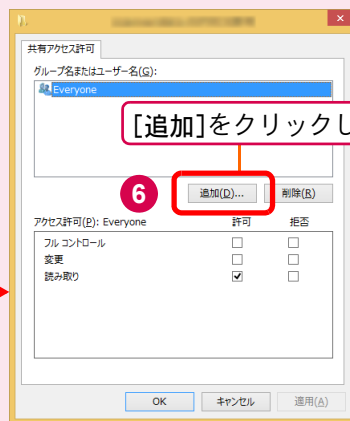 共有アクセス許可
グループ名またはユーザー名(G):
Everyone
[追加]をクリックし
6
追加(D)...
削除(R)
アクセス許可(P): Everyone 許可 拒否
フル コントロール
変更
読み取り
OK キャンセル 適用(A)